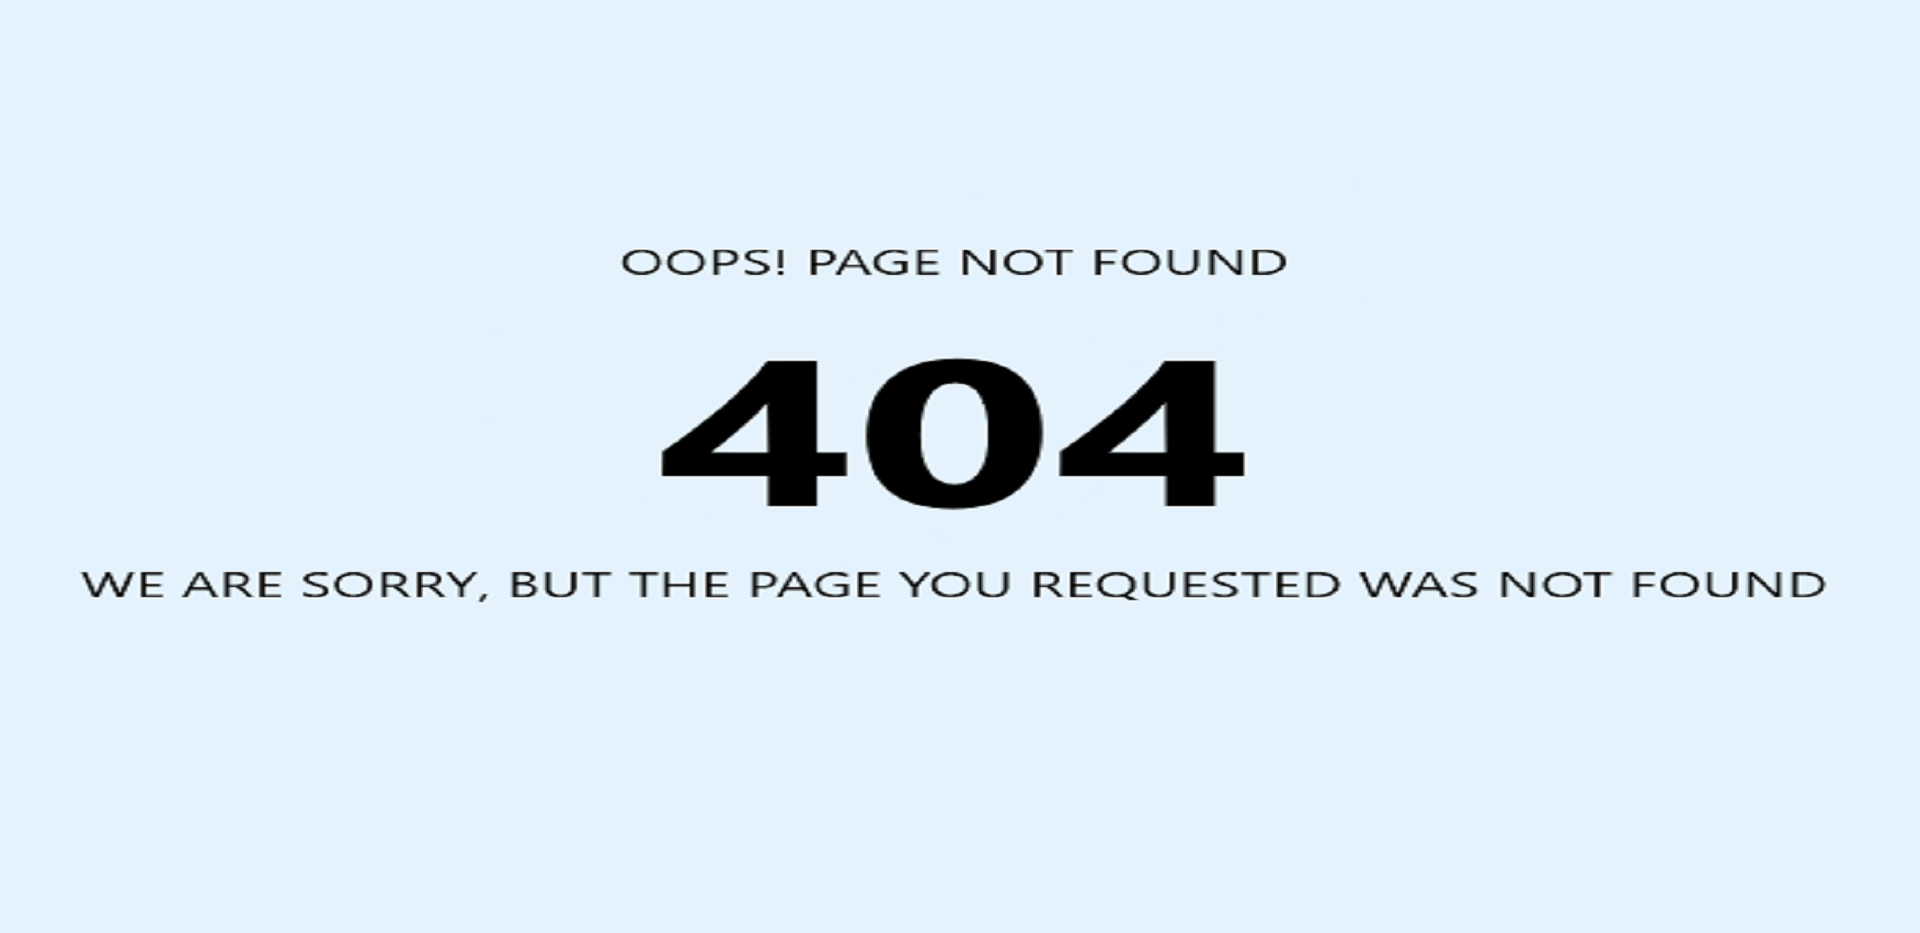 OOPS! PAGE NOT FOUND
404
WE ARE SORRY, BUT THE PAGE YOU REQUESTED WAS NOT FOUND